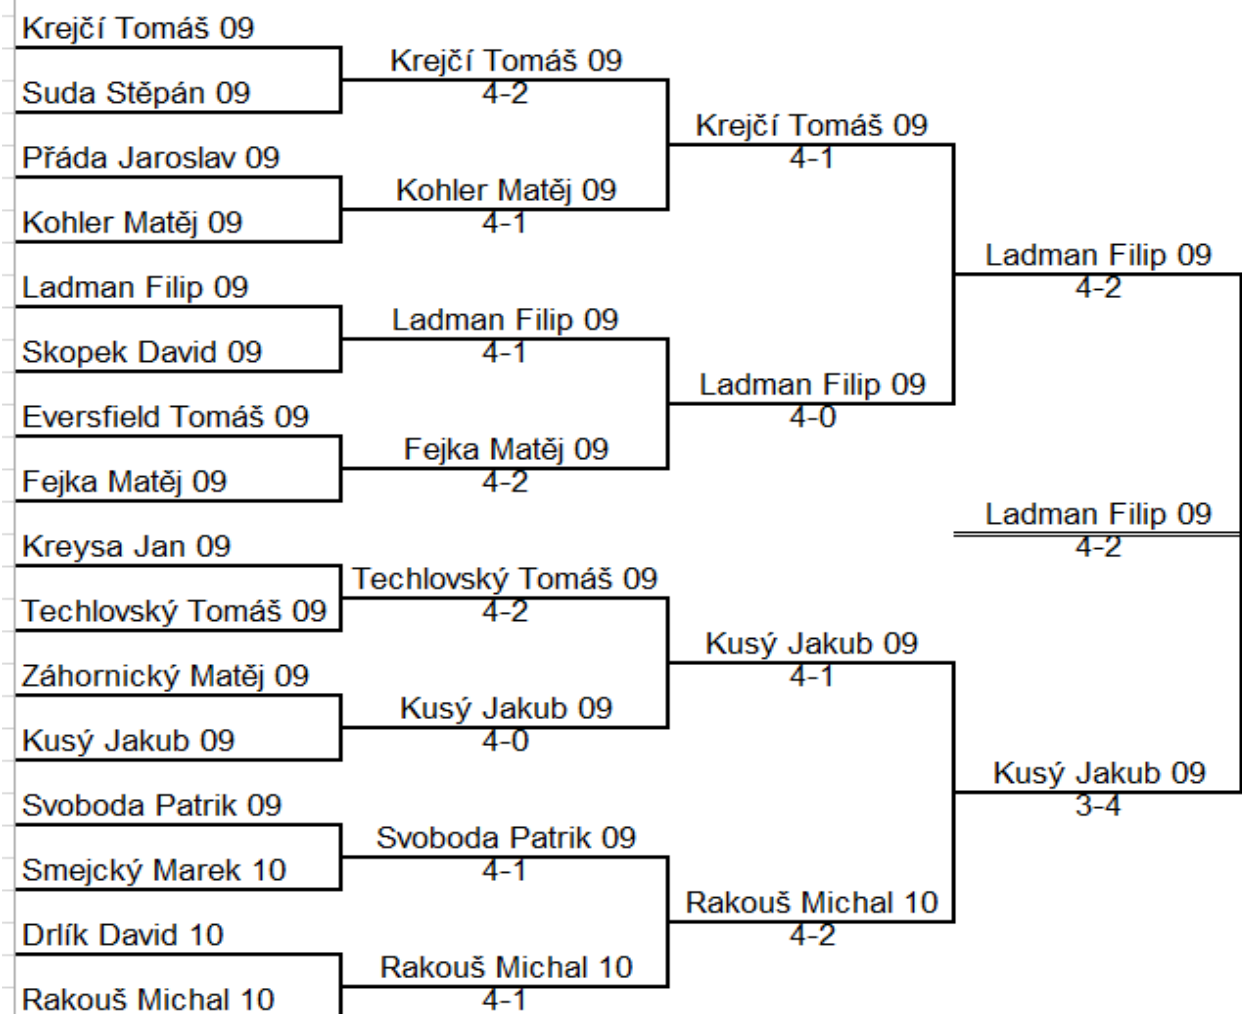 Krejčí Tomáš 09
Suda Stěpán 09
Přáda Jaroslav 09
Kohler Matěj 09
Ladman Filip 09
Skopek David 09
Eversfield Tomáš 09
Fejka Matěj 09
Kreysa Jan 09
Techlovský Tomáš 09
Záhornický Matěj 09
Kusý Jakub 09
Svoboda Patrik 09
Smejcký Marek 10
Drlík David 10
Rakouš Michal 10
Krejčí Tomáš 09
4-2
Kohler Matěj 09
4-1
Ladman Filip 09
4-1
Fejka Matěj 09
4-2
Techlovský Tomáš 09
4-2
Kusý Jakub 09
4-0
Svoboda Patrik 09
4-1
Rakouš Michal 10
4-1
Krejčí Tomáš 09
4-1
Ladman Filip 09
4-0
Kusý Jakub 09
4-1
Rakouš Michal 10
4-2
Ladman Filip 09
4-2
Ladman Filip 09
4-2
Kusý Jakub 09
3-4